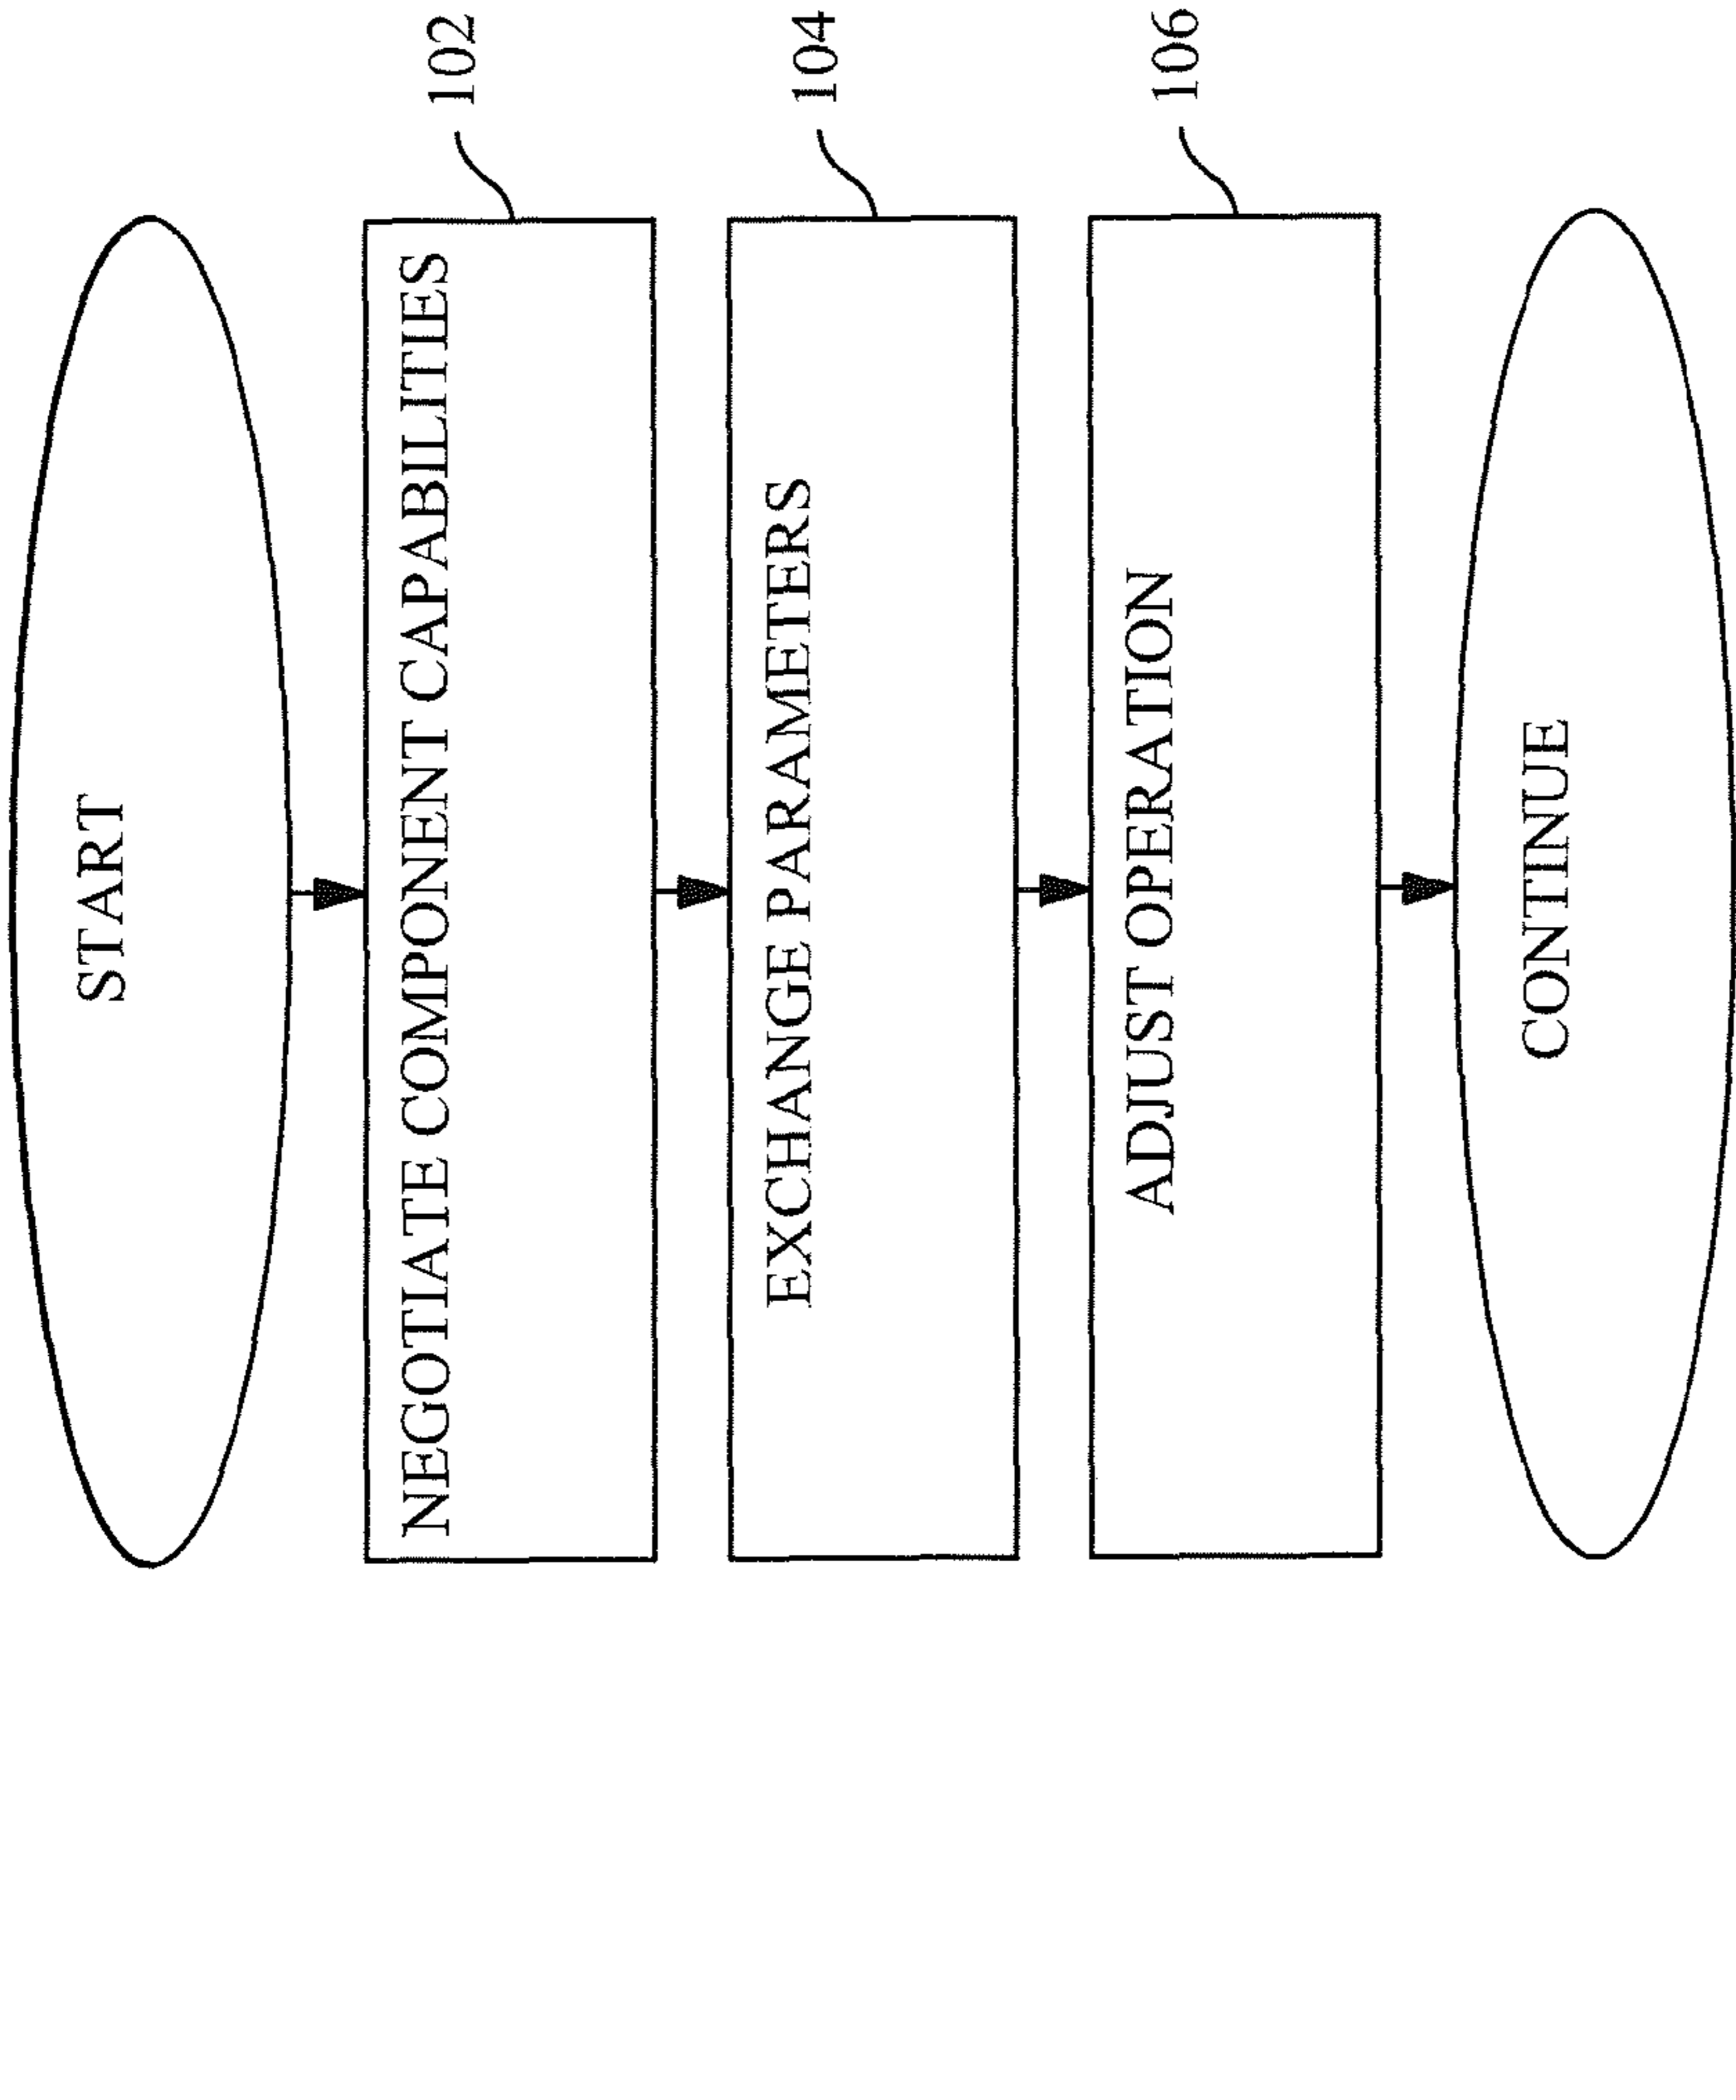 START
NEGOTIATE COMPONENT CAPABILITIES
102
EXCHANGE PARAMETERS
104
ADJUST OPERATION
106
CONTINUE